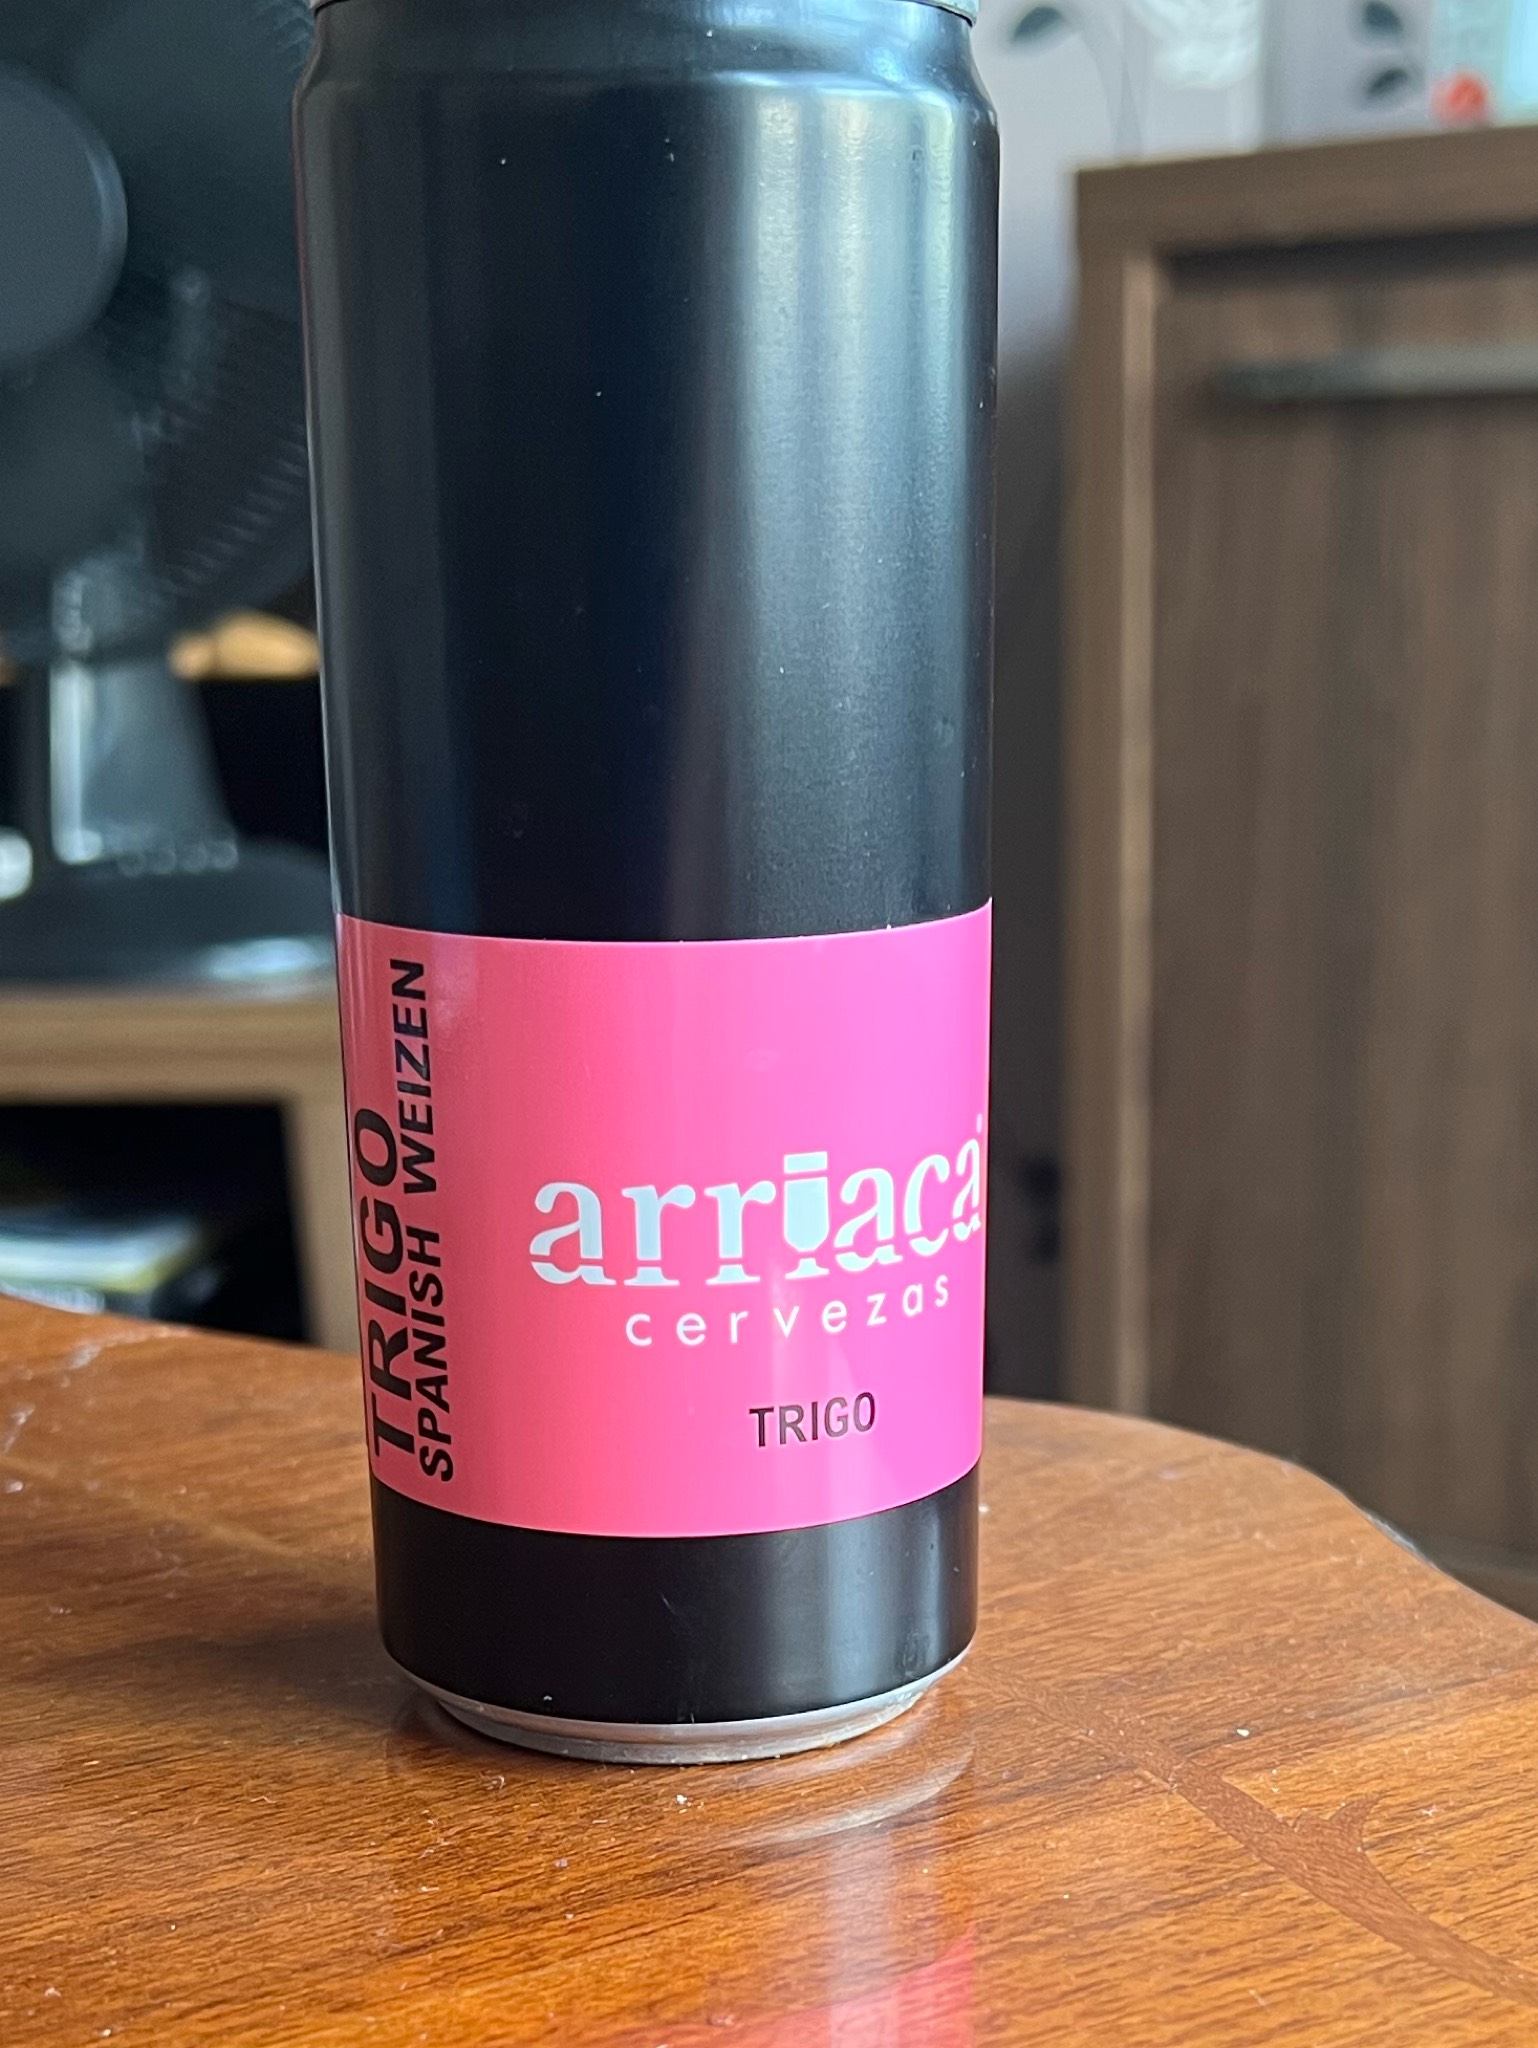 TRIGO
SPANISH WEIZEN
arriaca
cervezas
TRIGO